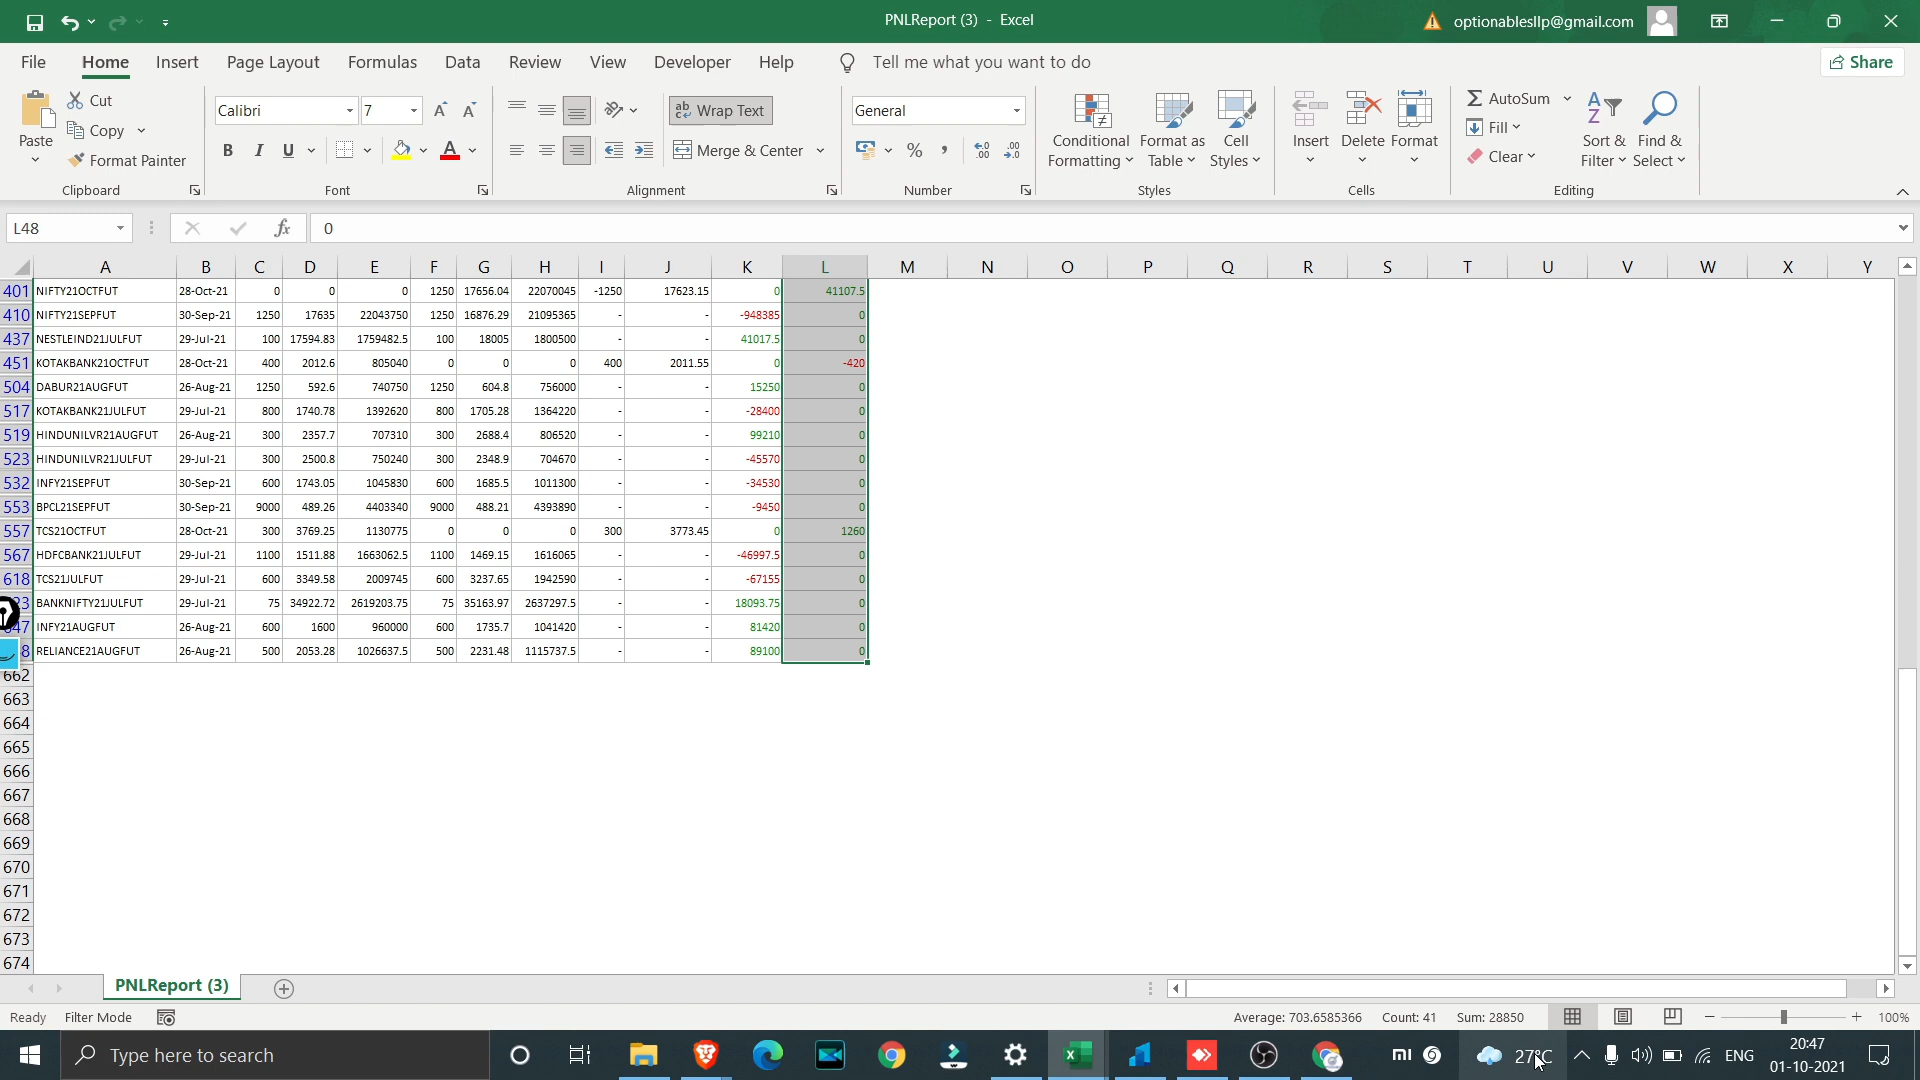 PNLReport (3) - Excel
optionablesllp@gmail.com
File Home Insert Page Layout Formulas Data Review View Developer Help Tell me what you want to do Share
Paste
Cut
Copy
Format Painter
Clipboard
Calibri 7
B I U
Font
Wrap Text
Merge & Center
Alignment
General
Number
Conditional Formatting
Format as Table
Cell Styles
Styles
Insert Delete Format
Cells
AutoSum
Fill
Clear
Sort & Filter
Find & Select
Editing
L48 fx 0
A B C D E F G H I J K L M N O P Q R S T U V W X Y
401 NIFTY21OCTFUT 28-Oct-21 0 0 0 1250 17656.04 22070045 -1250 17623.15 0 41107.5
410 NIFTY21SEPFUT 30-Sep-21 1250 17635 22043750 1250 16876.29 21095365 - - -948385 0
437 NESTLEIND21JULFUT 29-Jul-21 100 17594.83 1759482.5 100 18005 1800500 - - 41017.5 0
451 KOTAKBANK21OCTFUT 28-Oct-21 400 2012.6 805040 0 0 0 400 2011.55 0 -420
504 DABUR21AUGFUT 26-Aug-21 1250 592.6 740750 1250 604.8 756000 - - 15250 0
517 KOTAKBANK21JULFUT 29-Jul-21 800 1740.78 1392620 800 1705.28 1364220 - - -28400 0
519 HINDUNILVR21AUGFUT 26-Aug-21 300 2357.7 707310 300 2688.4 806520 - - 99210 0
523 HINDUNILVR21JULFUT 29-Jul-21 300 2500.8 750240 300 2348.9 704670 - - -45570 0
532 INFY21SEPFUT 30-Sep-21 600 1743.05 1045830 600 1685.5 1011300 - - -34530 0
553 BPCL21SEPFUT 30-Sep-21 9000 489.26 4403340 9000 488.21 4393890 - - -9450 0
557 TCS21OCTFUT 28-Oct-21 300 3769.25 1130775 0 0 0 300 3773.45 0 1260
567 HDFCBANK21JULFUT 29-Jul-21 1100 1511.88 1663062.5 1100 1469.15 1616065 - - -46997.5 0
618 TCS21JULFUT 29-Jul-21 600 3349.58 2009745 600 3237.65 1942590 - - -67155 0
BANKNIFTY21JULFUT 29-Jul-21 75 34922.72 2619203.75 75 35163.97 2637297.5 - - 18093.75 0
INFY21AUGFUT 26-Aug-21 600 1600 960000 600 1735.7 1041420 - - 81420 0
RELIANCE21AUGFUT 26-Aug-21 500 2053.28 1026637.5 500 2231.48 1115737.5 - - 89100 0
662
663
664
665
666
667
668
669
670
671
672
673
674
PNLReport (3)
Ready Filter Mode Average: 703.6585366 Count: 41 Sum: 28850 100%
Type here to search 27°C ENG 20:47
01-10-2021